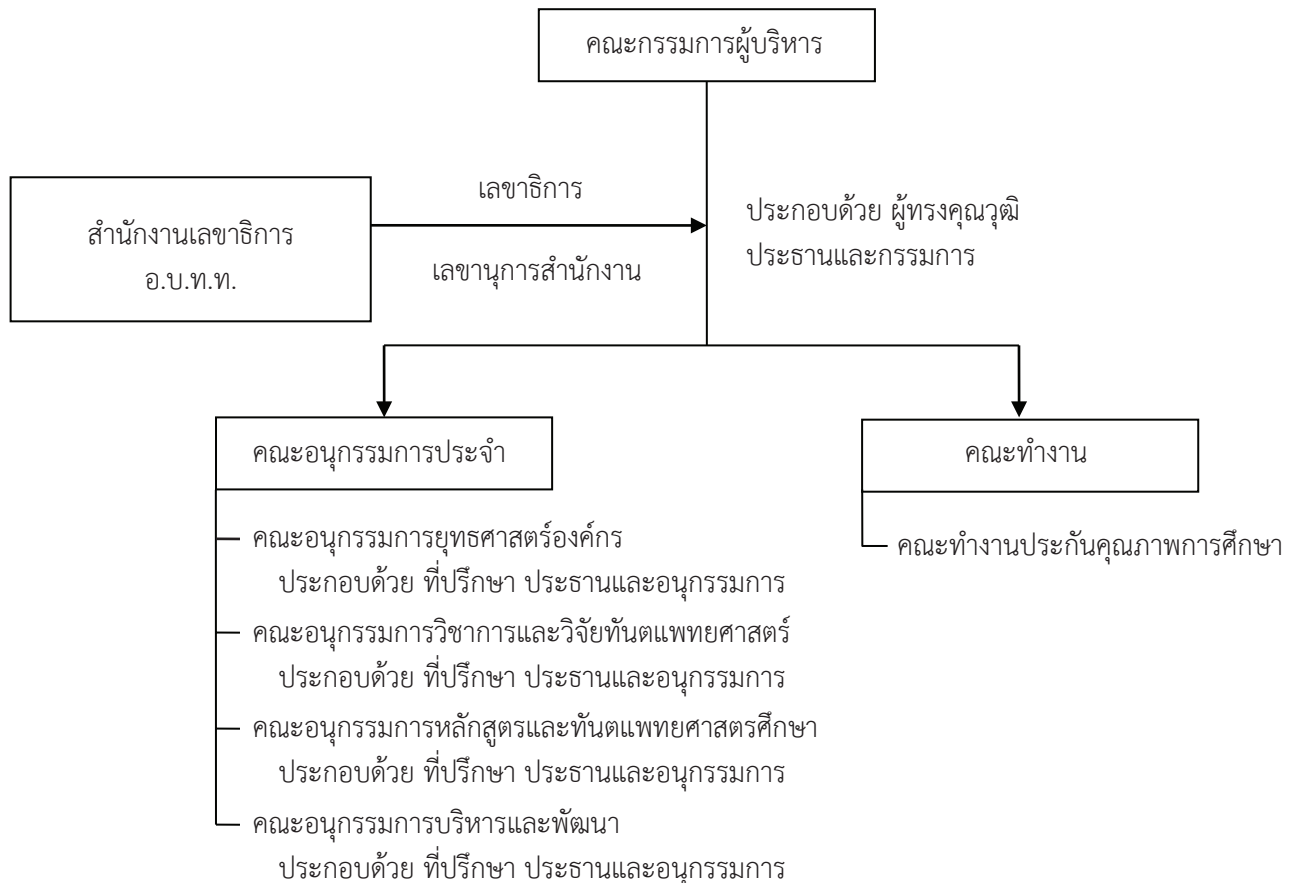 คณะกรรมการผู้บริหาร
สำนักงานเลขาธิการ
อ.บ.ท.ท.
เลขาธิการ
เลขานุการสำนักงาน
ประกอบด้วย ผู้ทรงคุณวุฒิ
ประธานและกรรมการ
คณะอนุกรรมการประจำ
คณะอนุกรรมการยุทธศาสตร์องค์กร
ประกอบด้วย ที่ปรึกษา ประธานและอนุกรรมการ
คณะอนุกรรมการวิชาการและวิจัยทันตแพทยศาสตร์
ประกอบด้วย ที่ปรึกษา ประธานและอนุกรรมการ
คณะอนุกรรมการหลักสูตรและทันตแพทยศาสตรศึกษา
ประกอบด้วย ที่ปรึกษา ประธานและอนุกรรมการ
คณะอนุกรรมการบริหารและพัฒนา
ประกอบด้วย ที่ปรึกษา ประธานและอนุกรรมการ
คณะทำงาน
คณะทำงานประกันคุณภาพการศึกษา